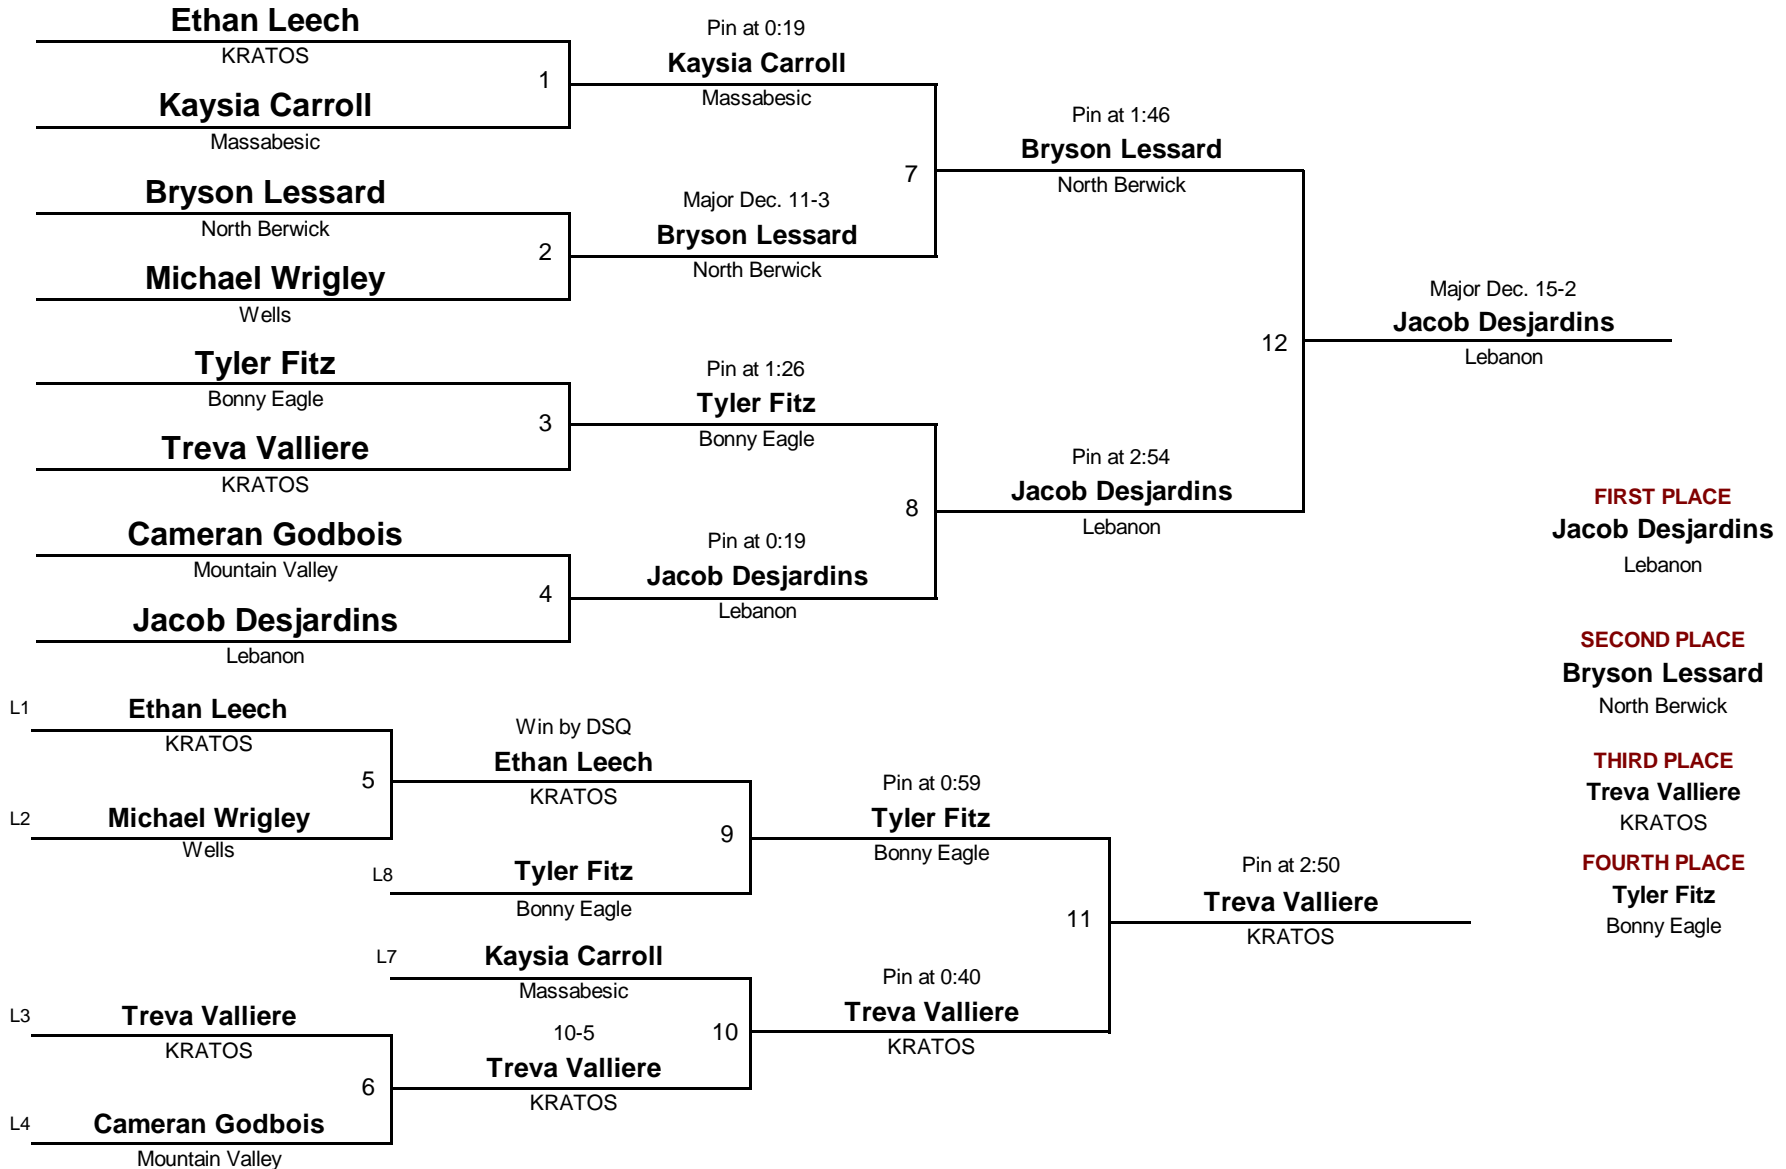 Ethan Leech
KRATOS
1
Kaysia Carroll
Massabesic
Bryson Lessard
North Berwick
2
Michael Wrigley
Wells
Tyler Fitz
Bonny Eagle
3
Treva Valliere
KRATOS
Cameran Godbois
Mountain Valley
4
Jacob Desjardins
Lebanon
Pin at 0:19
Kaysia Carroll
Massabesic
7
Major Dec. 11-3
Bryson Lessard
North Berwick
Pin at 1:26
Tyler Fitz
Bonny Eagle
8
Pin at 0:19
Jacob Desjardins
Lebanon
Pin at 1:46
Bryson Lessard
North Berwick
12
Pin at 2:54
Jacob Desjardins
Lebanon
Major Dec. 15-2
Jacob Desjardins
Lebanon
FIRST PLACE
Jacob Desjardins
Lebanon
SECOND PLACE
Bryson Lessard
North Berwick
THIRD PLACE
Treva Valliere
KRATOS
FOURTH PLACE
Tyler Fitz
Bonny Eagle
L1
Ethan Leech
KRATOS
5
L2
Michael Wrigley
Wells
L3
Treva Valliere
KRATOS
6
L4
Cameran Godbois
Mountain Valley
Win by DSQ
Ethan Leech
KRATOS
9
L8
Tyler Fitz
Bonny Eagle
L7
Kaysia Carroll
Massabesic
10
10-5
Treva Valliere
KRATOS
Pin at 0:59
Tyler Fitz
Bonny Eagle
11
Pin at 0:40
Treva Valliere
KRATOS
Pin at 2:50
Treva Valliere
KRATOS